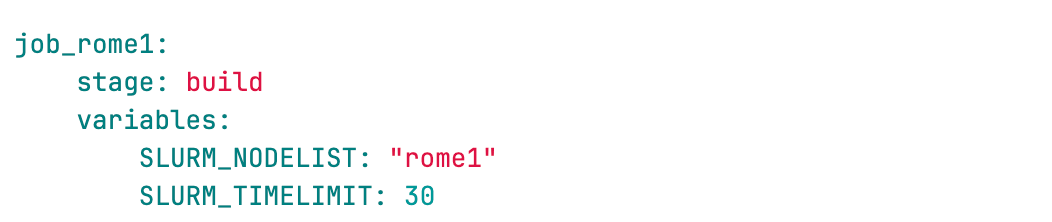 job_rome1:
    stage: build
    variables:
        SLURM_NODELIST: "rome1"
        SLURM_TIMELIMIT: 30